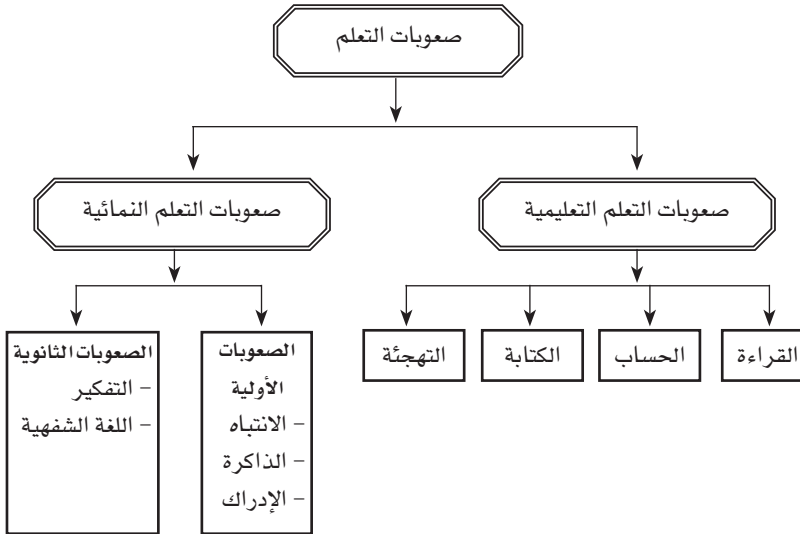 صعوبات التعلم
صعوبات التعلم التعليمية
صعوبات التعلم النمائية
القراءة
الحساب
الكتابة
التهجئة
الصعوبات
الأولية
– الانتباه
– الذاكرة
– الإدراك
الصعوبات الثانوية
– التفكير
– اللغة الشفهية